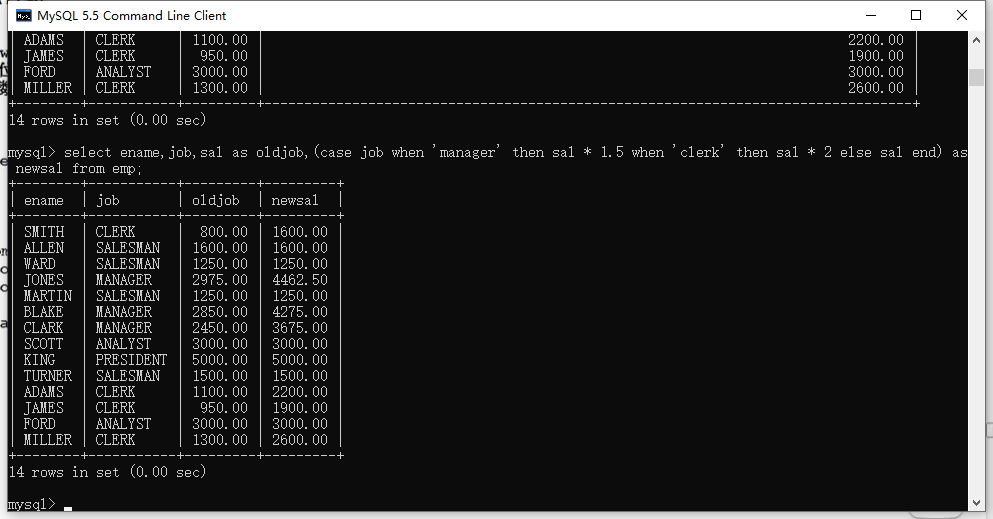 MySQL 5.5 Command Line Client
| ADAMS  | CLERK     | 1100.00 | 2200.00 |
| JAMES  | CLERK     |  950.00 | 1900.00 |
| FORD   | ANALYST   | 3000.00 | 3000.00 |
| MILLER | CLERK     | 1300.00 | 2600.00 |
14 rows in set (0.00 sec)
mysql> select ename,job,sal as oldjob,(case job when 'manager' then sal * 1.5 when 'clerk' then sal * 2 else sal end) as
newsal from emp;
+--------+-----------+---------+---------+
| ename  | job       | oldjob  | newsal  |
+--------+-----------+---------+---------+
| SMITH  | CLERK     |  800.00 | 1600.00 |
| ALLEN  | SALESMAN  | 1600.00 | 1600.00 |
| WARD   | SALESMAN  | 1250.00 | 1250.00 |
| JONES  | MANAGER   | 2975.00 | 4462.50 |
| MARTIN | SALESMAN  | 1250.00 | 1250.00 |
| BLAKE  | MANAGER   | 2850.00 | 4275.00 |
| CLARK  | MANAGER   | 2450.00 | 3675.00 |
| SCOTT  | ANALYST   | 3000.00 | 3000.00 |
| KING   | PRESIDENT | 5000.00 | 5000.00 |
| TURNER | SALESMAN  | 1500.00 | 1500.00 |
| ADAMS  | CLERK     | 1100.00 | 2200.00 |
| JAMES  | CLERK     |  950.00 | 1900.00 |
| FORD   | ANALYST   | 3000.00 | 3000.00 |
| MILLER | CLERK     | 1300.00 | 2600.00 |
+--------+-----------+---------+---------+
14 rows in set (0.00 sec)
mysql>